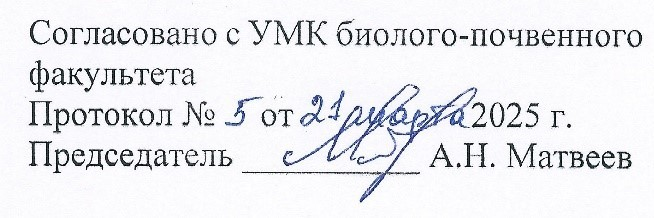 Согласовано с УМК биолого-почвенного
факультета
Протокол № 5 от 21 марта 2025 г.
Председатель ____________ А.Н. Матвеев